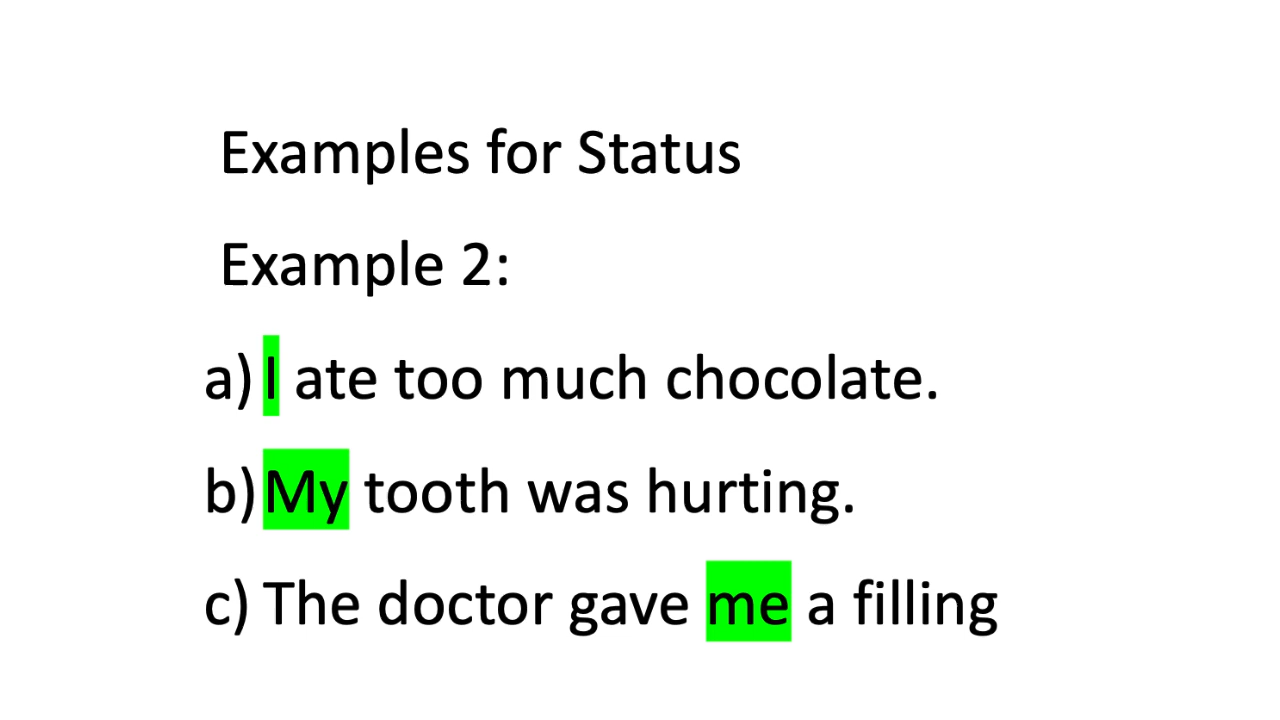 Examples for Status
Example 2:
a) I ate too much chocolate.
b) My tooth was hurting.
c) The doctor gave me a filling